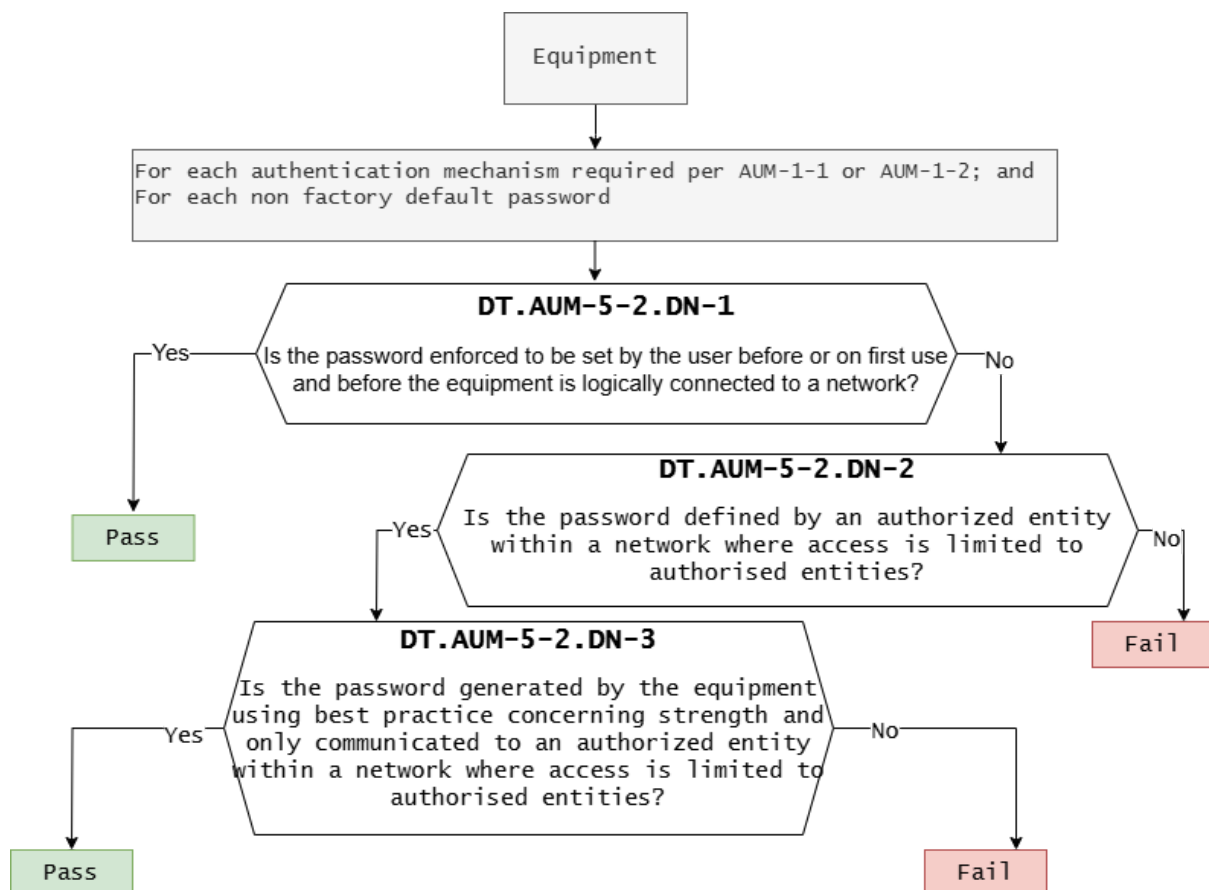 Equipment
For each authentication mechanism required per AUM-1-1 or AUM-1-2; and
For each non factory default password
DT.AUM-5-2.DN-1
Yes
Is the password enforced to be set by the user before or on first use
and before the equipment is logically connected to a network?
No
DT.AUM-5-2.DN-2
Pass
Yes
Is the password defined by an authorized entity
within a network where access is limited to
authorised entities?
No
DT.AUM-5-2.DN-3
Fail
Yes
Is the password generated by the equipment
using best practice concerning strength and
only communicated to an authorized entity
within a network where access is limited to
authorised entities?
No
Pass
Fail